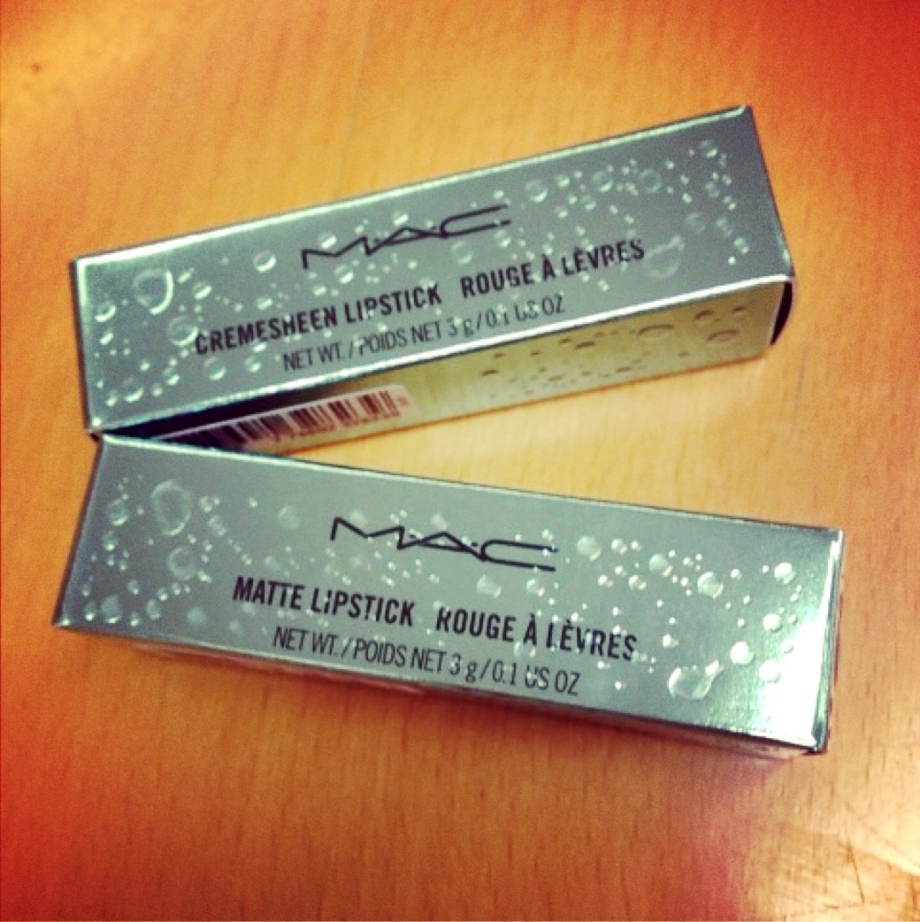 MAC
CREMESHEEN LIPSTICK ROUGE À LÈVRES
NET WT. / POIDS NET 3 g / 0.1 US OZ
MAC
MATTE LIPSTICK ROUGE À LÈVRES
NET WT. / POIDS NET 3 g / 0.1 US OZ